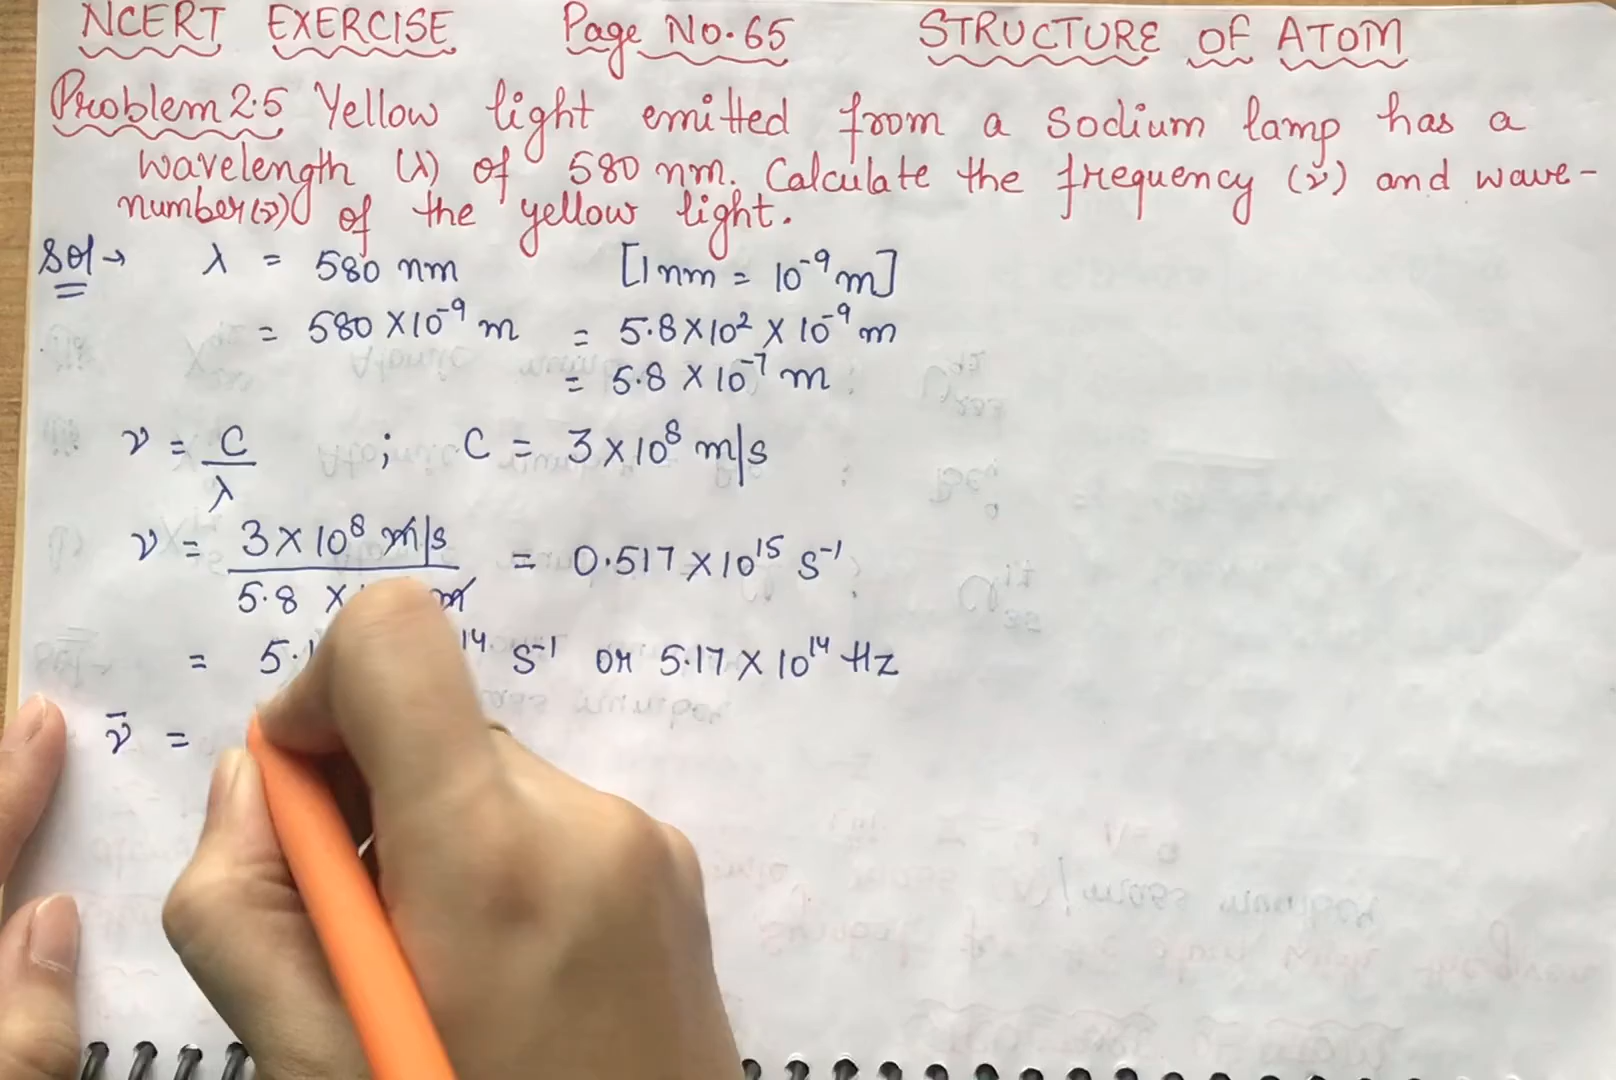 NCERT EXERCISE Page No. 65 STRUCTURE OF ATOM
Problem 2.5 Yellow light emitted from a sodium lamp has a
wavelength (λ) of 580 nm. Calculate the frequency (ν) and wave-
number (ν̄) of the yellow light.
Sol → λ = 580 nm [1 nm = 10⁻⁹ m]
= 580 × 10⁻⁹ m = 5.8 × 10² × 10⁻⁹ m
= 5.8 × 10⁻⁷ m
ν = C/λ ; C = 3 × 10⁸ m/s
ν = 3 × 10⁸ m/s = 0.517 × 10¹⁵ s⁻¹
5.8 × m
= 5.1 14 s⁻¹ or 5.17 × 10¹⁴ Hz
ν̄ =